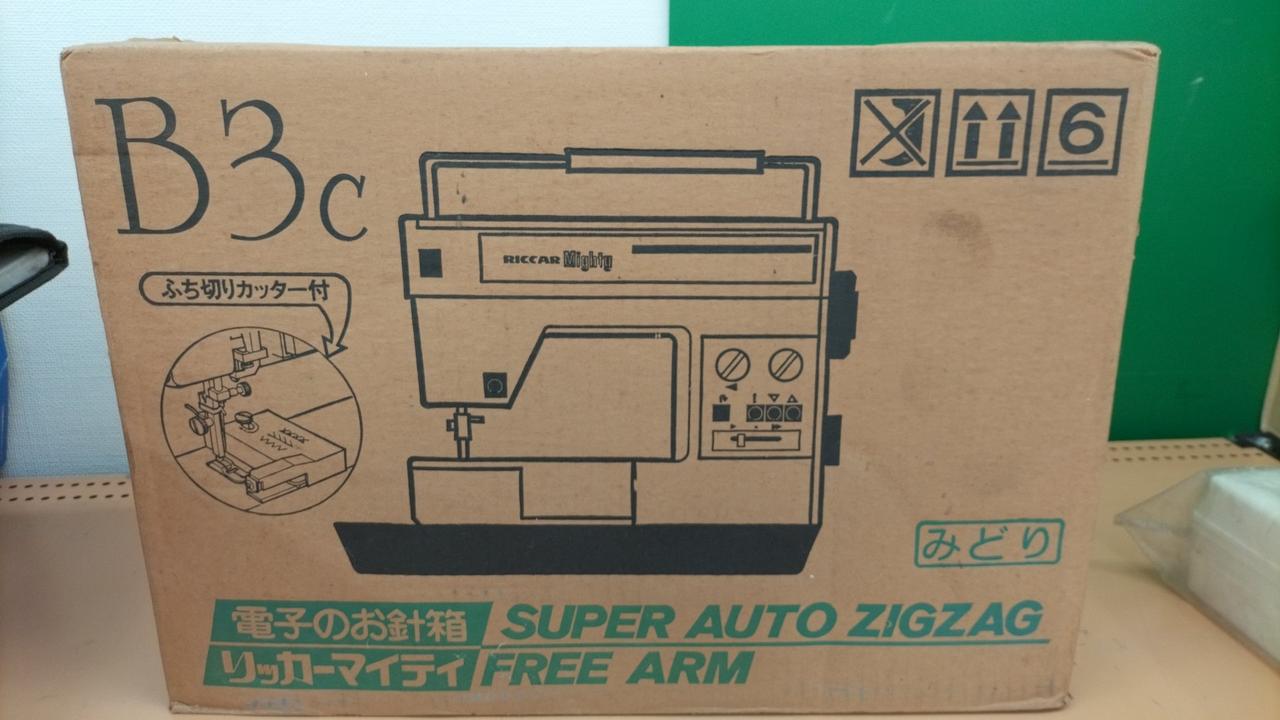 B3c
6
RICCAR Mighty
ふち切りカッター付
みどり
電子のお針箱 SUPER AUTO ZIGZAG
リッカーマイティ FREE ARM